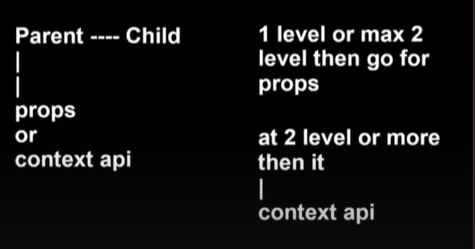 Parent ---- Child
|
|
props
or
context api
1 level or max 2
level then go for
props
at 2 level or more
then it
|
context api